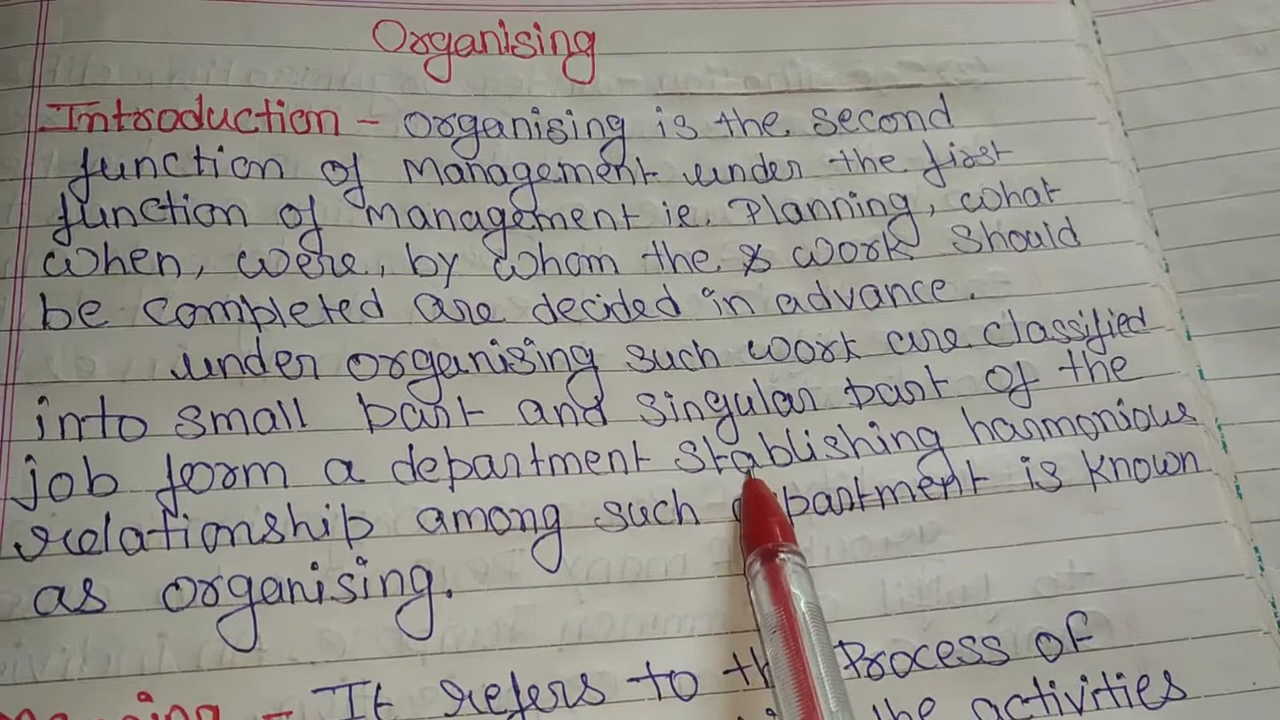 Organising
Introduction - Organising is the second
function of Management under the first
function of management ie. Planning, what
when, were, by whom the work should
be completed are decided in advance.
under organising such work are classified
into small part and singular part of the
job form a department stablishing harmonious
relationship among such department is known
as organising.
Meaning - It refers to the Process of
the activities